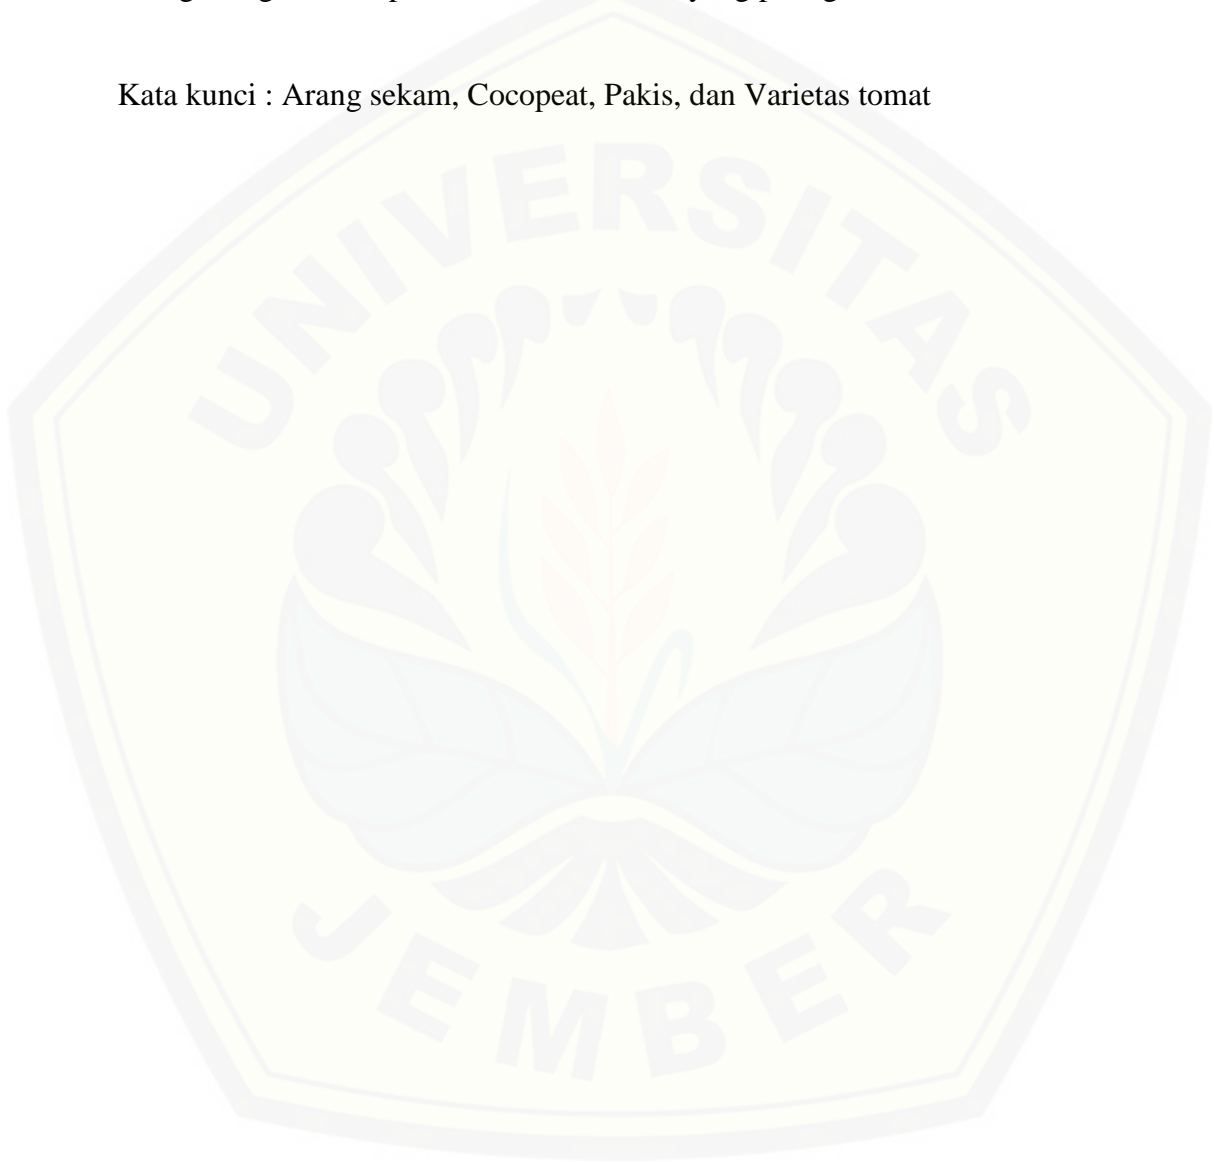 Kata kunci : Arang sekam, Cocopeat, Pakis, dan Varietas tomat
UNIVERSITAS
JEMBER